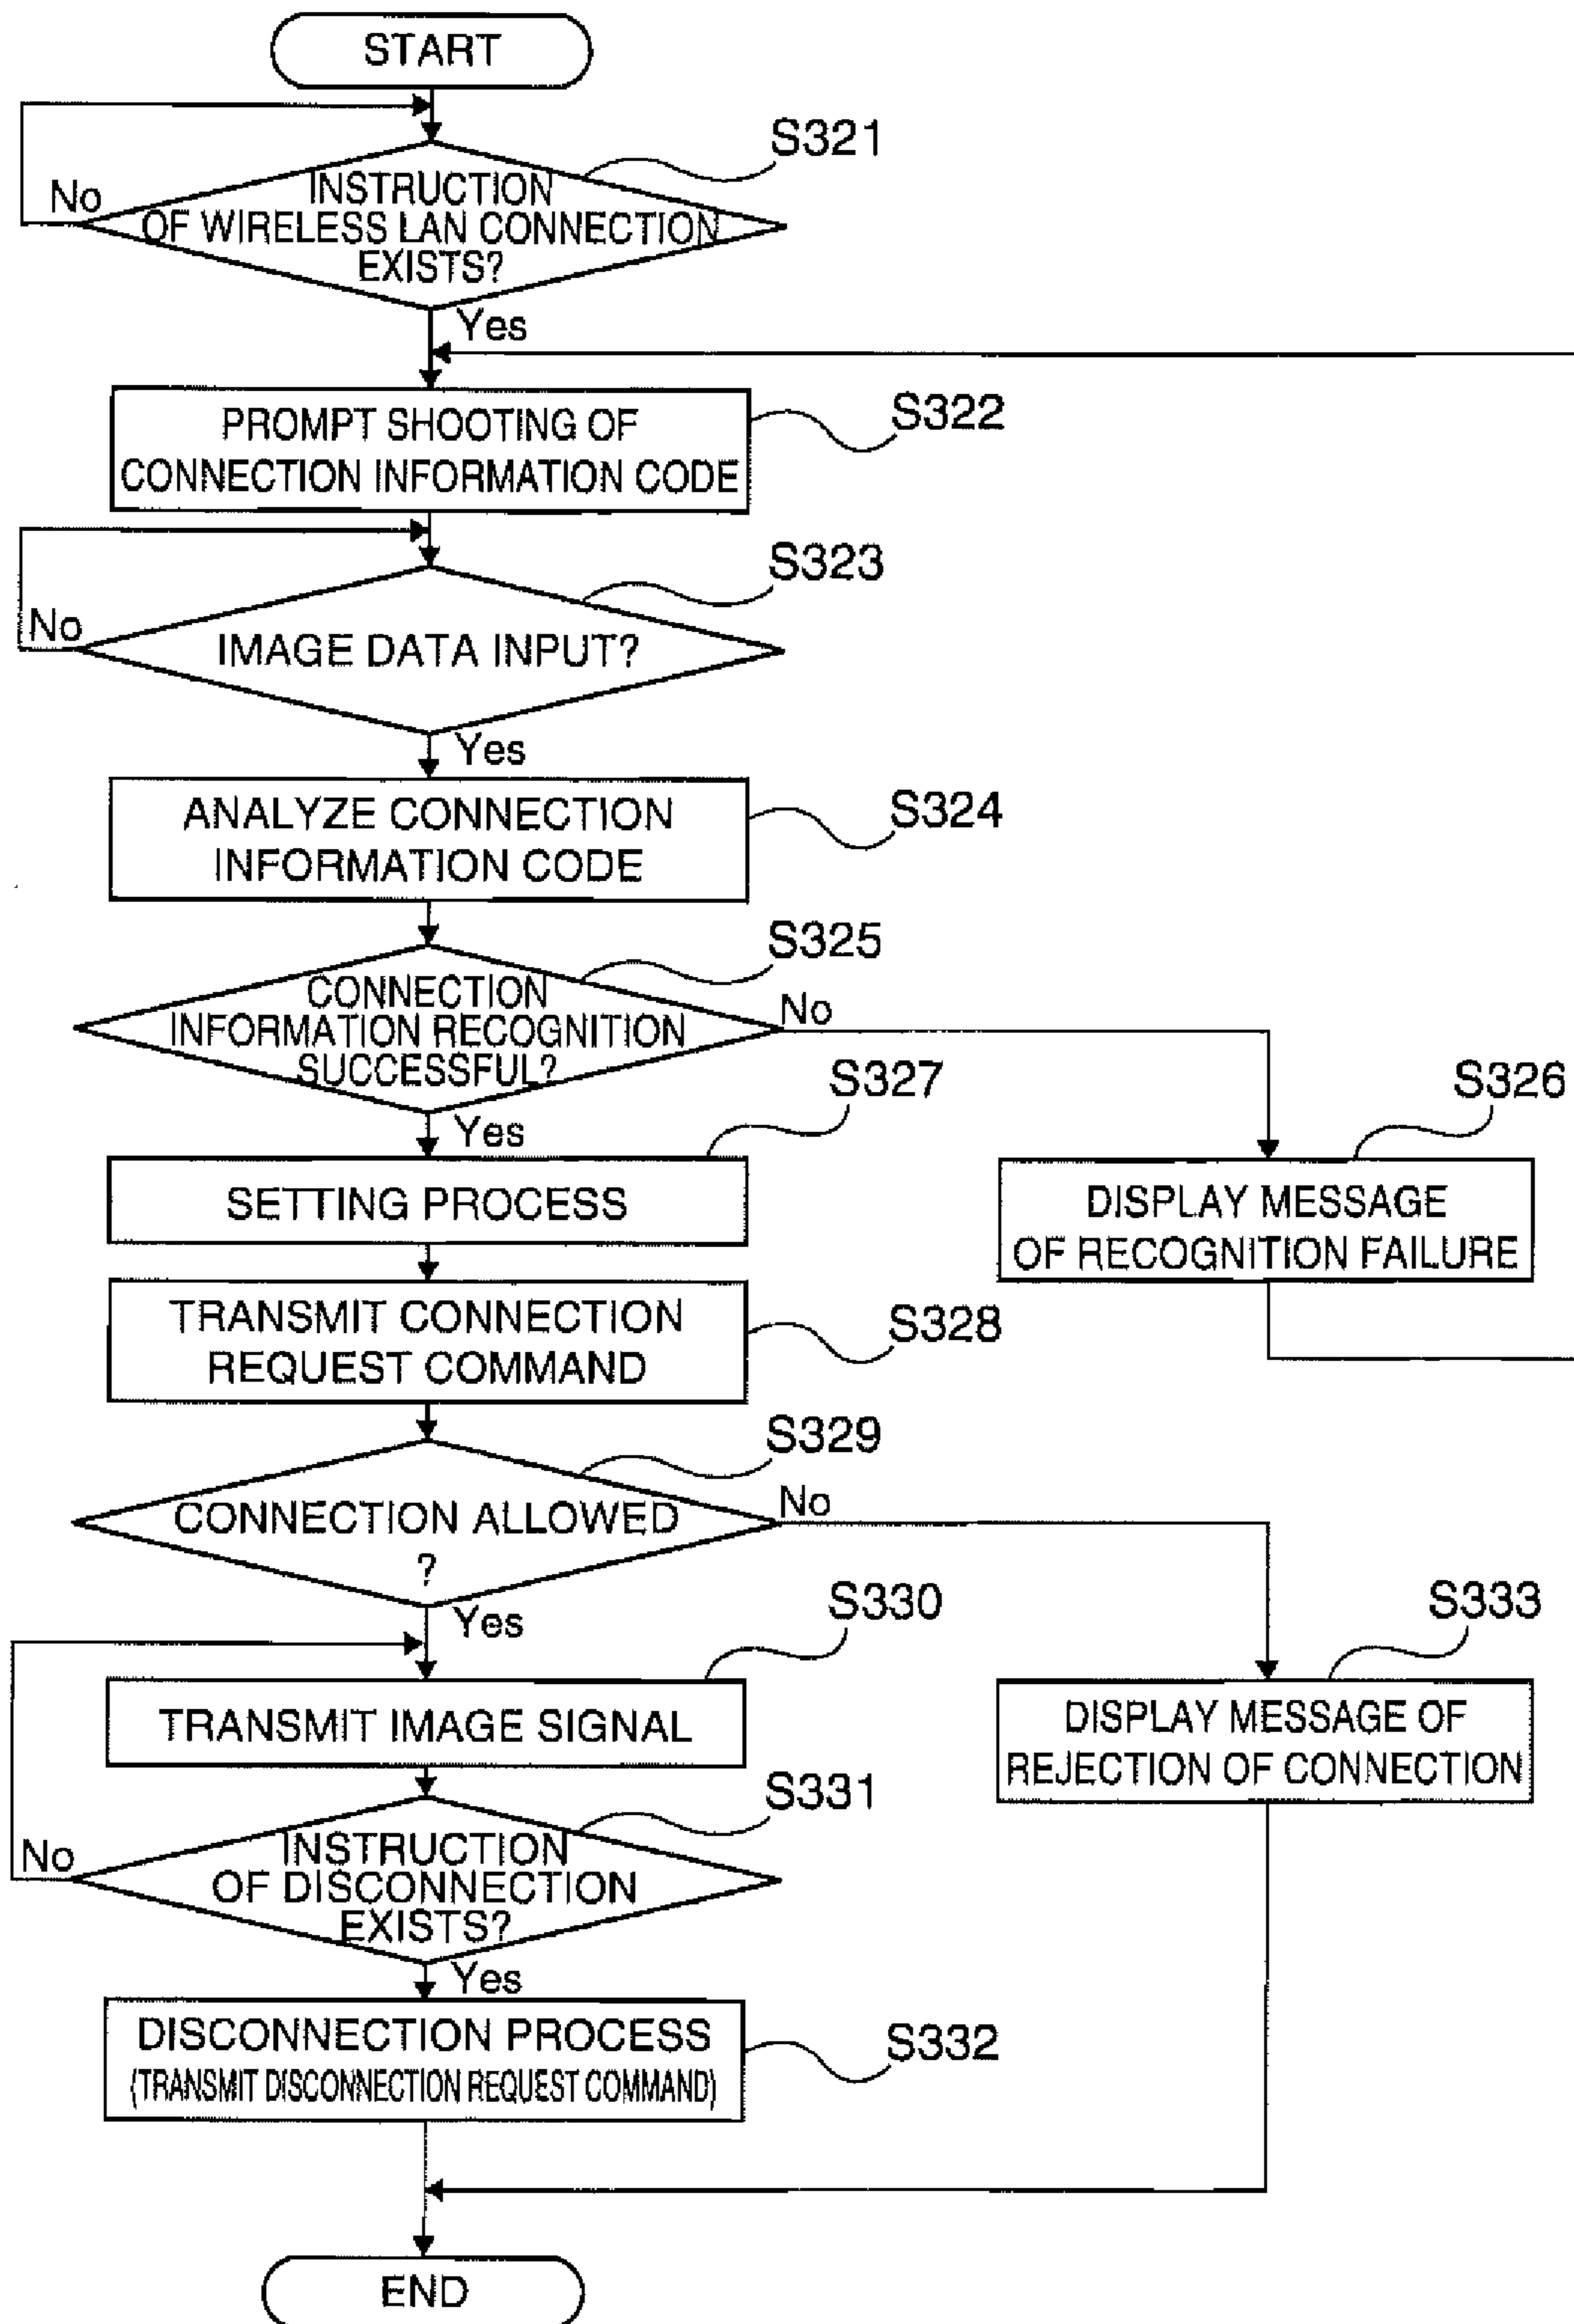 START
S321
No
INSTRUCTION
OF WIRELESS LAN CONNECTION
EXISTS?
Yes
S322
PROMPT SHOOTING OF
CONNECTION INFORMATION CODE
S323
No
IMAGE DATA INPUT?
Yes
S324
ANALYZE CONNECTION
INFORMATION CODE
S325
CONNECTION
INFORMATION RECOGNITION
SUCCESSFUL?
No
Yes
S327
S326
SETTING PROCESS
DISPLAY MESSAGE
OF RECOGNITION FAILURE
TRANSMIT CONNECTION
REQUEST COMMAND
S328
S329
CONNECTION ALLOWED
?
No
Yes
S330
S333
TRANSMIT IMAGE SIGNAL
DISPLAY MESSAGE OF
REJECTION OF CONNECTION
S331
No
INSTRUCTION
OF DISCONNECTION
EXISTS?
Yes
DISCONNECTION PROCESS
(TRANSMIT DISCONNECTION REQUEST COMMAND)
S332
END